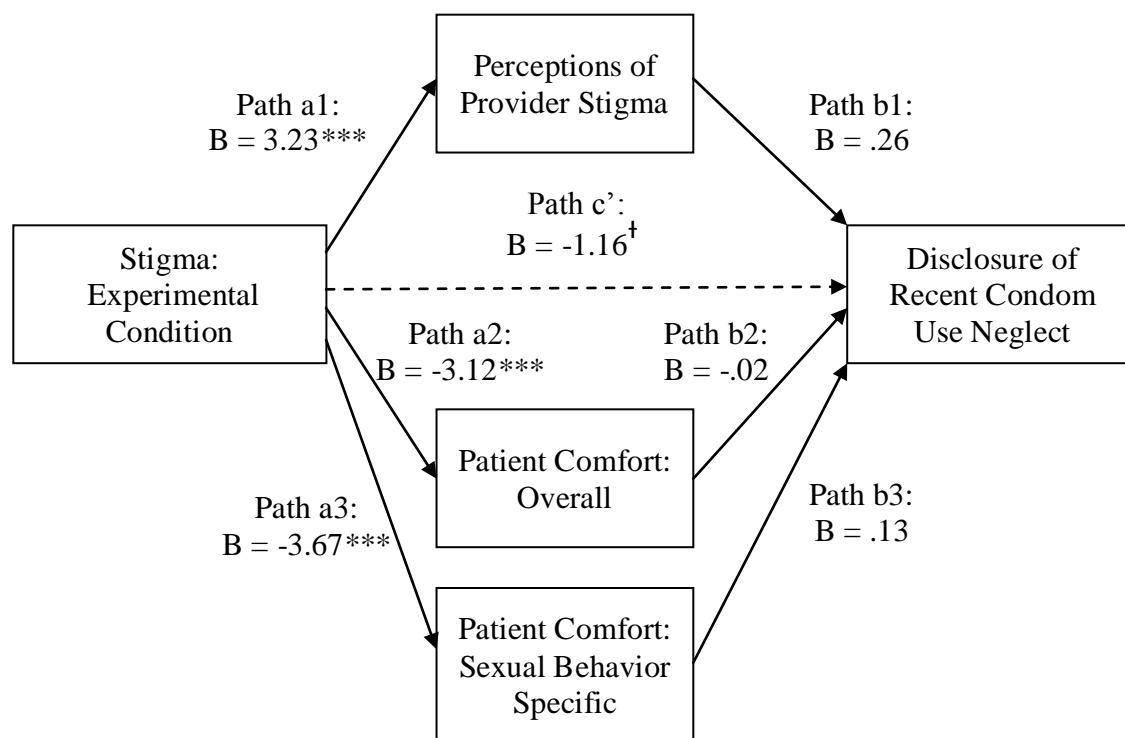 Perceptions of
Provider Stigma
Path a1:
B = 3.23***
Path b1:
B = .26
Path c’:
B = -1.16ƚ
Stigma:
Experimental
Condition
Disclosure of
Recent Condom
Use Neglect
Path a2:
B = -3.12***
Path b2:
B = -.02
Patient Comfort:
Overall
Path a3:
B = -3.67***
Path b3:
B = .13
Patient Comfort:
Sexual Behavior
Specific